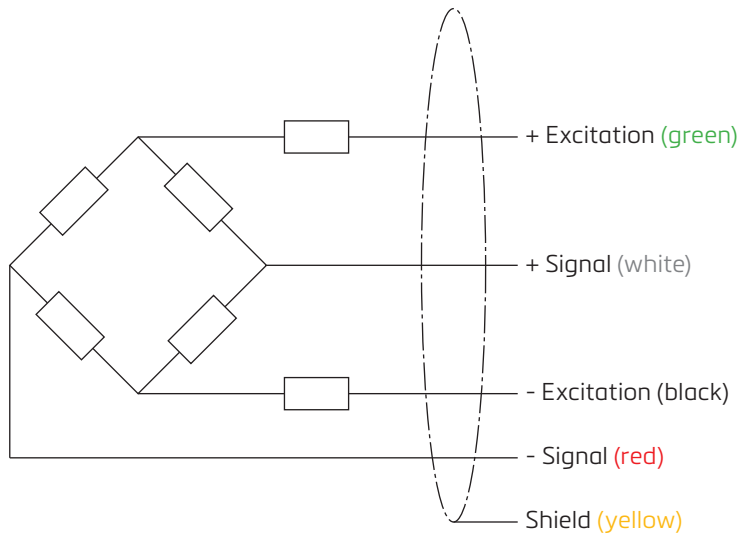 + Excitation (green)
+ Signal (white)
- Excitation (black)
- Signal (red)
Shield (yellow)